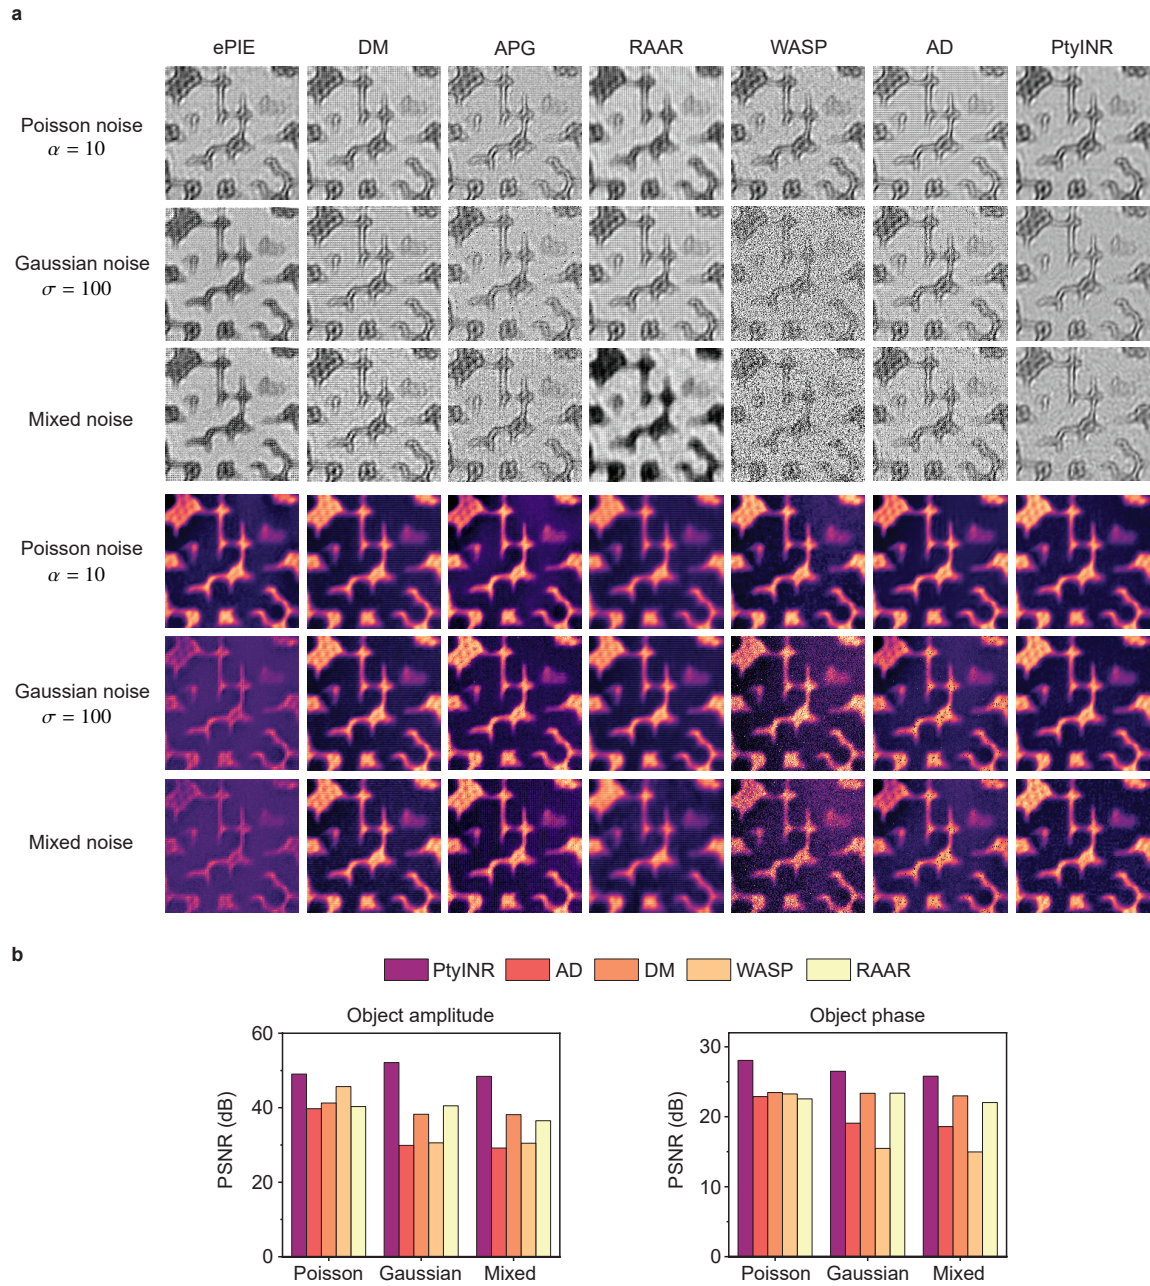 a
ePIE DM APG RAAR WASP AD PtyINR
Poisson noise
α = 10
Gaussian noise
σ = 100
Mixed noise
Poisson noise
α = 10
Gaussian noise
σ = 100
Mixed noise
b
PtyINR AD DM WASP RAAR
Object amplitude
PSNR (dB)
60
40
20
0
Poisson Gaussian Mixed
Object phase
PSNR (dB)
30
20
10
0
Poisson Gaussian Mixed